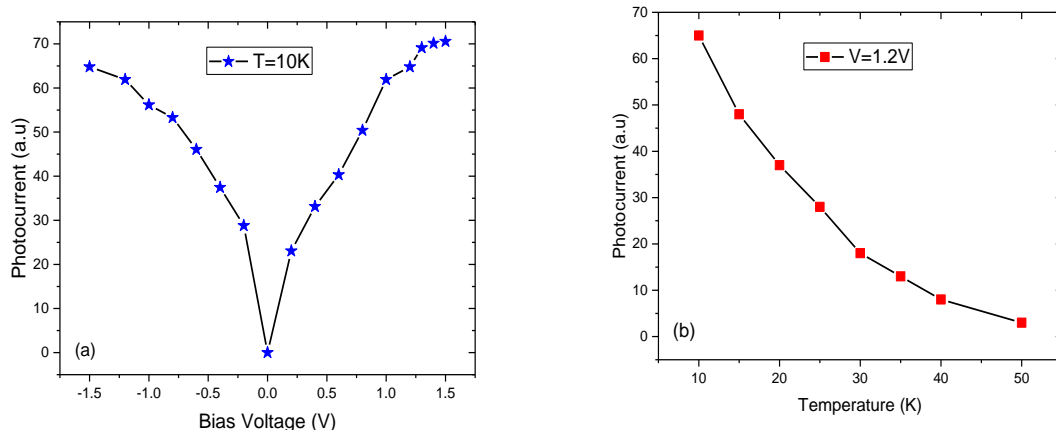 70
60
50
40
30
20
10
0
Photocurrent (a.u)
T=10K
(a)
-1.5 -1.0 -0.5 0.0 0.5 1.0 1.5
Bias Voltage (V)
70
60
50
40
30
20
10
0
Photocurrent (a.u)
V=1.2V
(b)
10 20 30 40 50
Temperature (K)